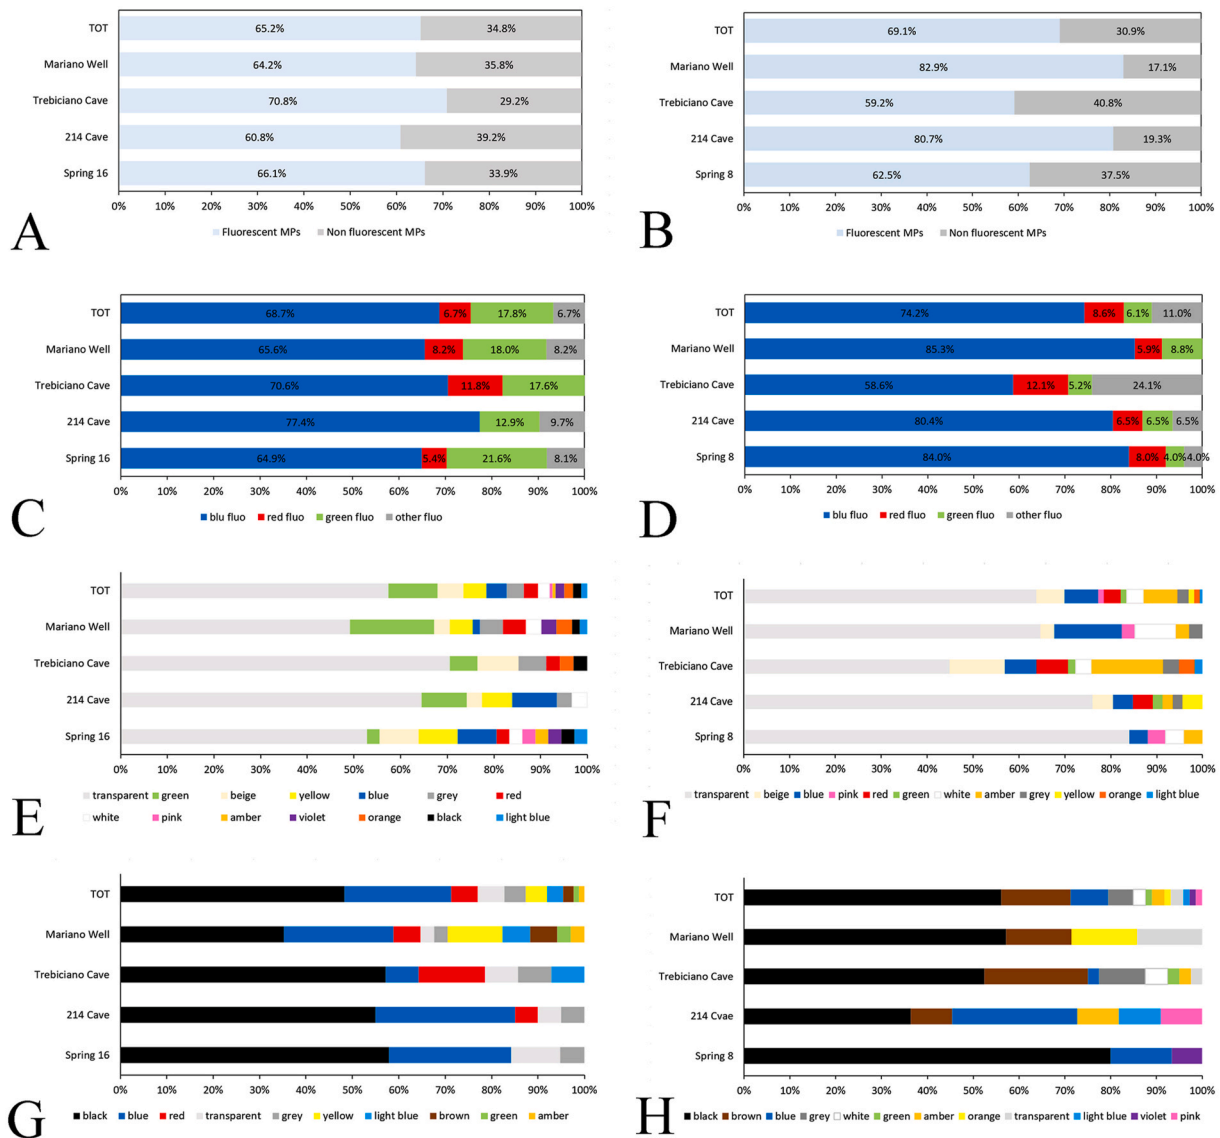 TOT 65.2% 34.8%
Mariano Well 64.2% 35.8%
Trebiciano Cave 70.8% 29.2%
214 Cave 60.8% 39.2%
Spring 16 66.1% 33.9%
0% 10% 20% 30% 40% 50% 60% 70% 80% 90% 100%
Fluorescent MPs Non fluorescent MPs
A
TOT 69.1% 30.9%
Mariano Well 82.9% 17.1%
Trebiciano Cave 59.2% 40.8%
214 Cave 80.7% 19.3%
Spring 8 62.5% 37.5%
0% 10% 20% 30% 40% 50% 60% 70% 80% 90% 100%
Fluorescent MPs Non fluorescent MPs
B
TOT 68.7% 6.7% 17.8% 6.7%
Mariano Well 65.6% 8.2% 18.0% 8.2%
Trebiciano Cave 70.6% 11.8% 17.6%
214 Cave 77.4% 12.9% 9.7%
Spring 16 64.9% 5.4% 21.6% 8.1%
0% 10% 20% 30% 40% 50% 60% 70% 80% 90% 100%
blu fluo red fluo green fluo other fluo
C
TOT 74.2% 8.6% 6.1% 11.0%
Mariano Well 85.3% 5.9% 8.8%
Trebiciano Cave 58.6% 12.1% 5.2% 24.1%
214 Cave 80.4% 6.5% 6.5% 6.5%
Spring 8 84.0% 8.0% 4.0% 4.0%
0% 10% 20% 30% 40% 50% 60% 70% 80% 90% 100%
blu fluo red fluo green fluo other fluo
D
TOT
Mariano Well
Trebiciano Cave
214 Cave
Spring 16
0% 10% 20% 30% 40% 50% 60% 70% 80% 90% 100%
transparent green beige yellow blue grey red
white pink amber violet orange black light blue
E
TOT
Mariano Well
Trebiciano Cave
214 Cave
Spring 8
0% 10% 20% 30% 40% 50% 60% 70% 80% 90% 100%
transparent beige blue pink red green white amber grey yellow orange light blue
F
TOT
Mariano Well
Trebiciano Cave
214 Cave
Spring 16
0% 10% 20% 30% 40% 50% 60% 70% 80% 90% 100%
black blue red transparent grey yellow light blue brown green amber
G
TOT
Mariano Well
Trebiciano Cave
214 Cvae
Spring 8
0% 10% 20% 30% 40% 50% 60% 70% 80% 90% 100%
black brown blue grey white green amber orange transparent light blue violet pink
H